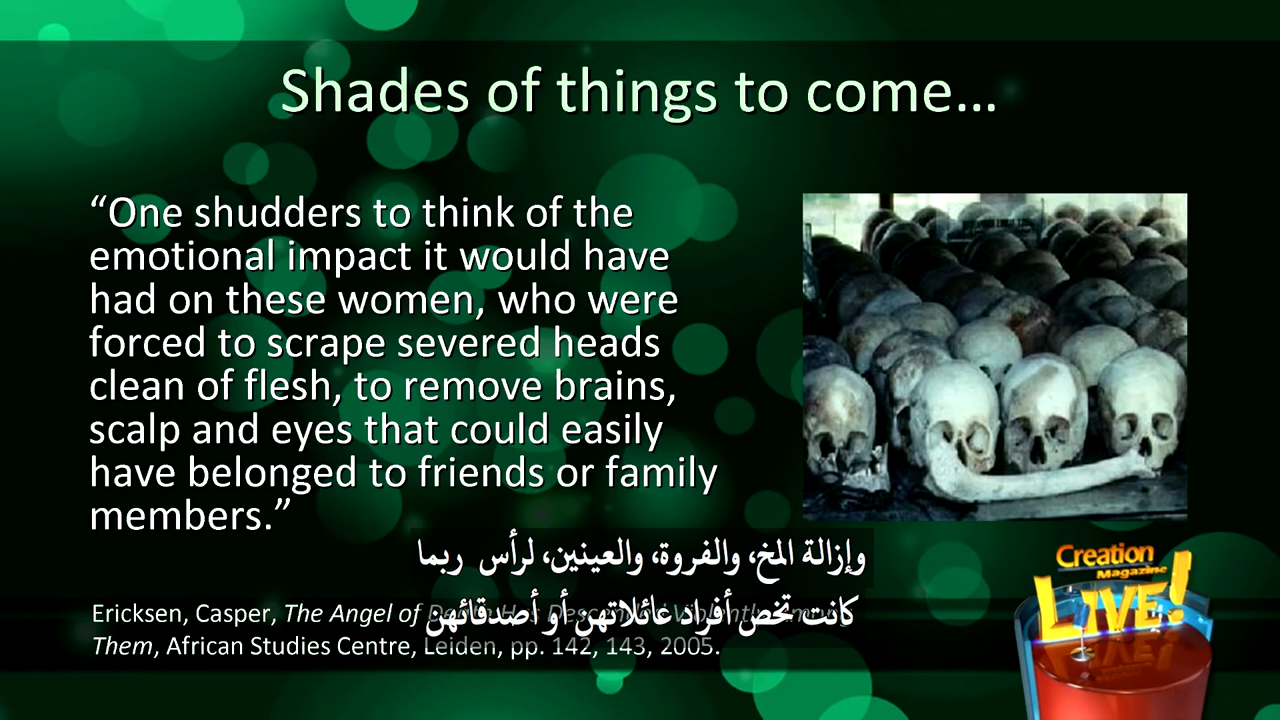 Shades of things to come…
“One shudders to think of the
emotional impact it would have
had on these women, who were
forced to scrape severed heads
clean of flesh, to remove brains,
scalp and eyes that could easily
have belonged to friends or family
members.”
وإزالة المخ، والفروة، والعينين، لرأس ربما
كانت تخص أفراد عائلاتهن أو أصدقائهن
Ericksen, Casper, The Angel of
Them, African Studies Centre, Leiden, pp. 142, 143, 2005.
Creation
Magazine
LIVE!